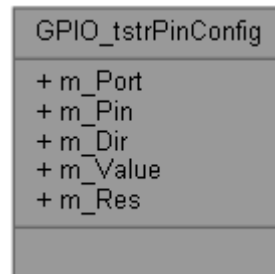 GPIO_tstrPinConfig
+ m_Port
+ m_Pin
+ m_Dir
+ m_Value
+ m_Res